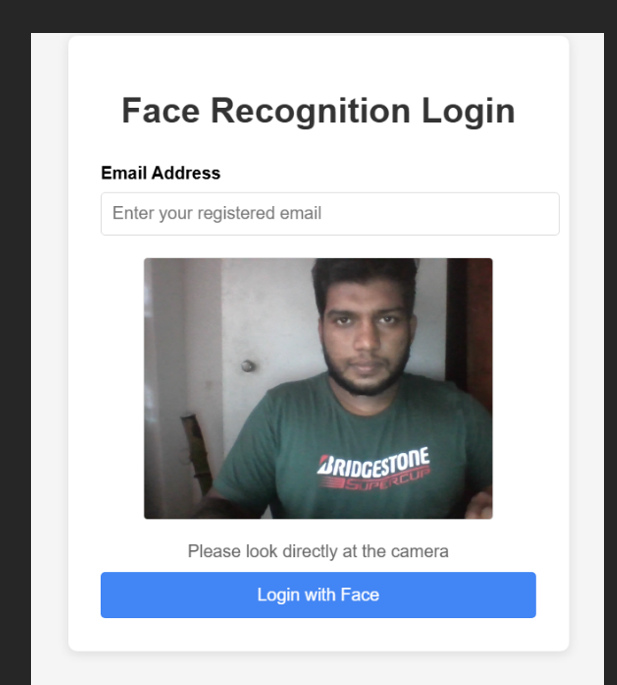 Face Recognition Login
Email Address
Enter your registered email
BRIDGESTONE
SUPERCUP
Please look directly at the camera
Login with Face